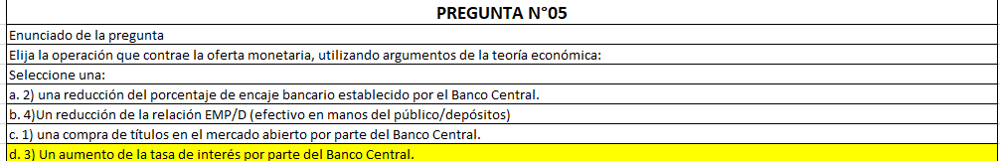 PREGUNTA N°05
Enunciado de la pregunta
Elija la operación que contrae la oferta monetaria, utilizando argumentos de la teoría económica:
Seleccione una:
a. 2) una reducción del porcentaje de encaje bancario establecido por el Banco Central.
b. 4)Un reducción de la relación EMP/D (efectivo en manos del público/depósitos)
c. 1) una compra de títulos en el mercado abierto por parte del Banco Central.
d. 3) Un aumento de la tasa de interés por parte del Banco Central.